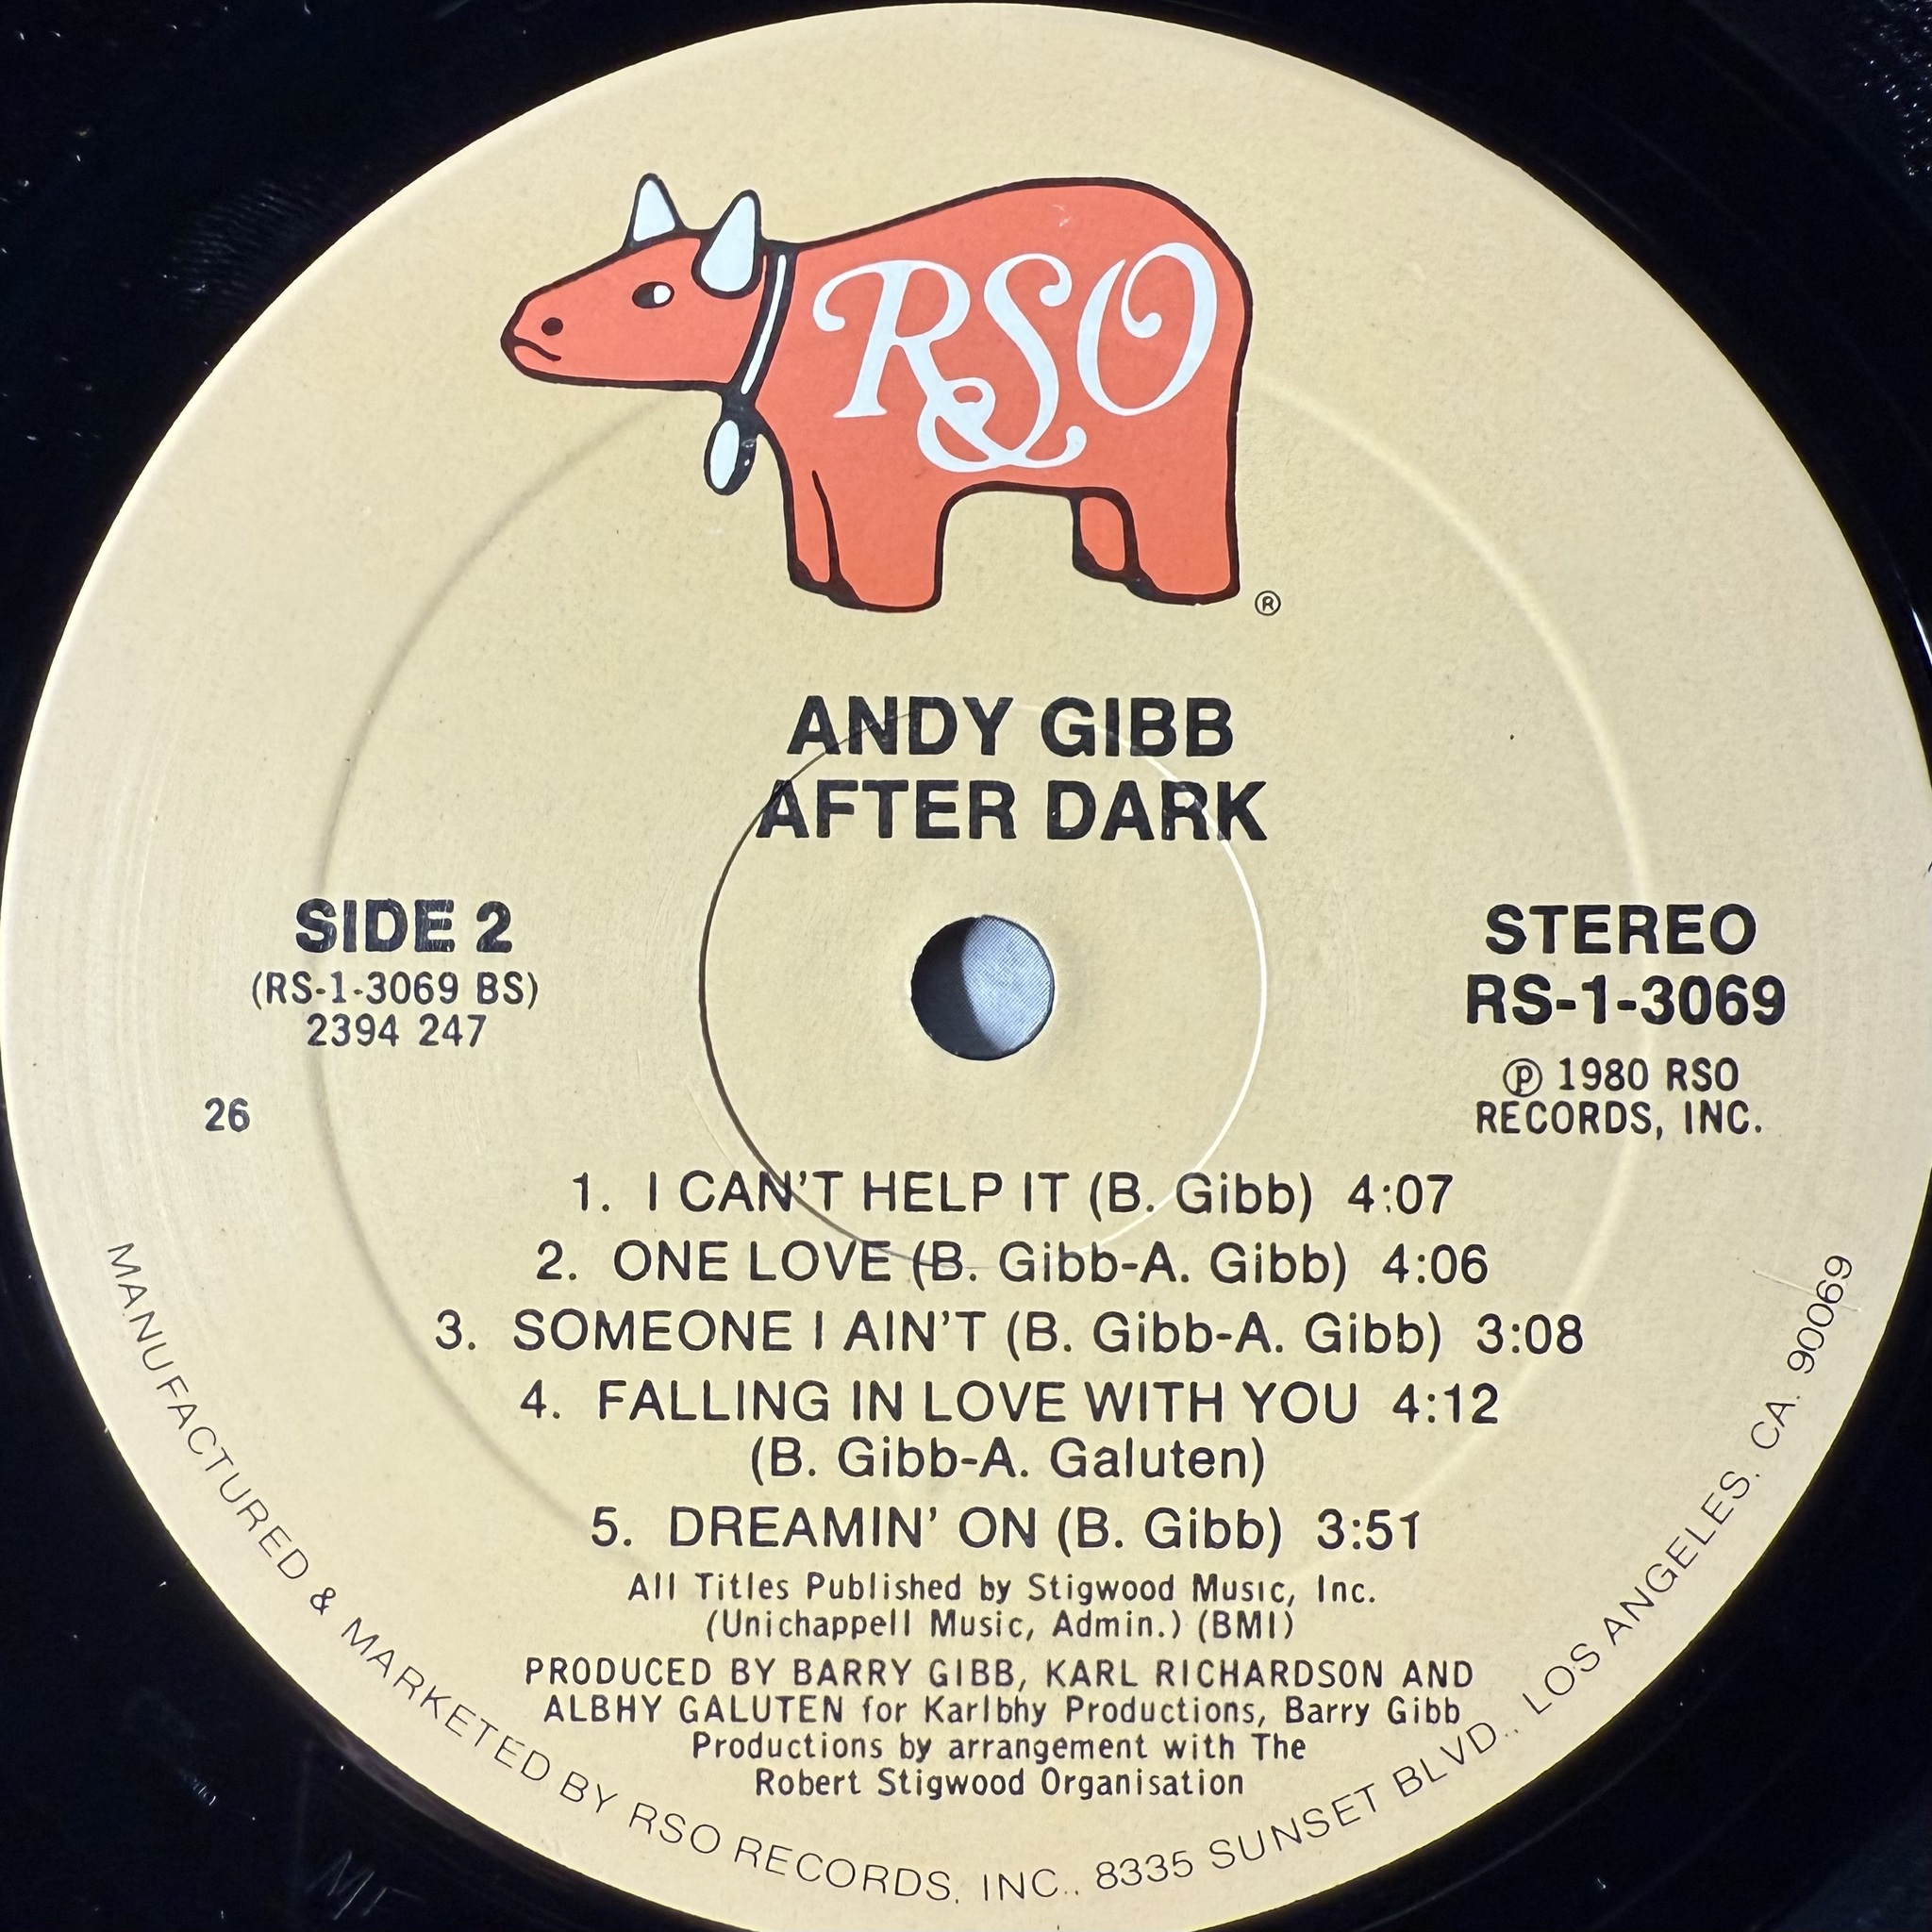 RSO
®
ANDY GIBB
AFTER DARK
SIDE 2
(RS-1-3069 BS)
2394 247
26
STEREO
RS-1-3069
℗ 1980 RSO
RECORDS, INC.
1. I CAN'T HELP IT (B. Gibb) 4:07
2. ONE LOVE (B. Gibb-A. Gibb) 4:06
3. SOMEONE I AIN'T (B. Gibb-A. Gibb) 3:08
4. FALLING IN LOVE WITH YOU 4:12
(B. Gibb-A. Galuten)
5. DREAMIN' ON (B. Gibb) 3:51
All Titles Published by Stigwood Music, Inc.
(Unichappell Music, Admin.) (BMI)
PRODUCED BY BARRY GIBB, KARL RICHARDSON AND
ALBHY GALUTEN for Karlbhy Productions, Barry Gibb
Productions by arrangement with The
Robert Stigwood Organisation
MANUFACTURED & MARKETED BY RSO RECORDS, INC., 8335 SUNSET BLVD., LOS ANGELES, CA. 90069